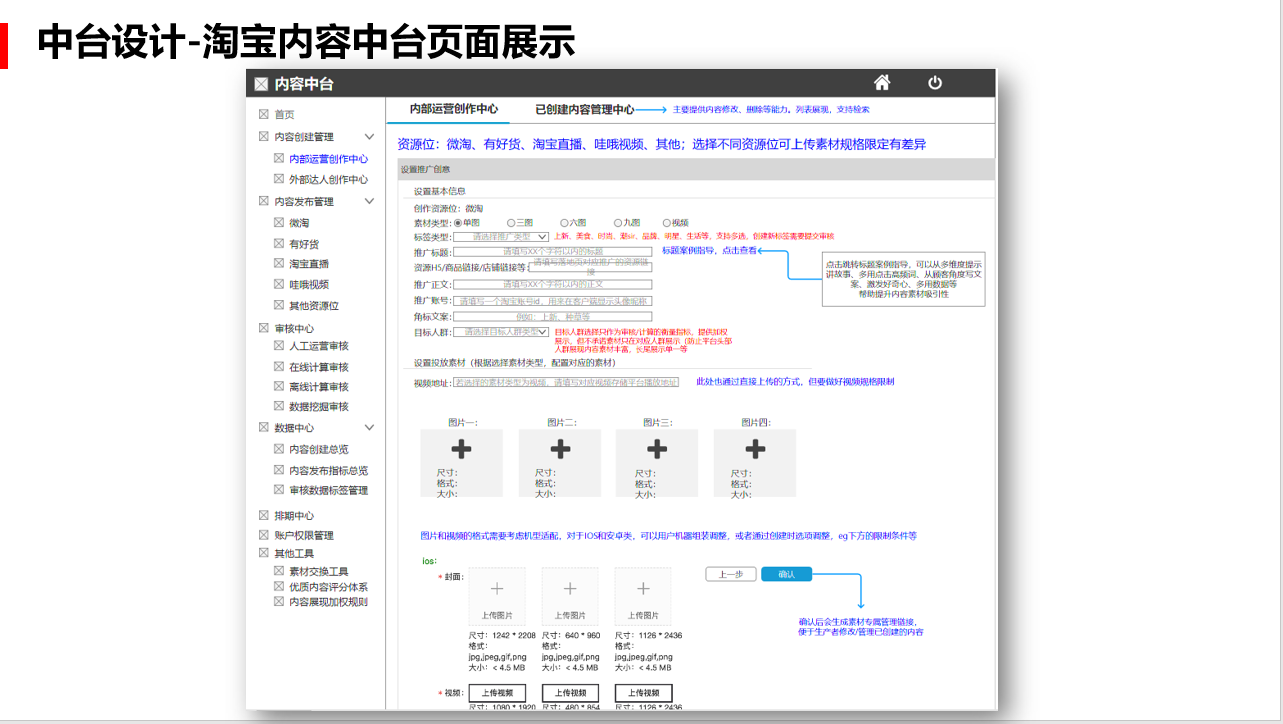 中台设计-淘宝内容中台页面展示
内容中台
首页
内容创建管理
内部运营创作中心
外部达人创作中心
内容发布管理
微淘
有好货
淘宝直播
哇哦视频
其他资源位
审核中心
人工运营审核
在线计算审核
离线计算审核
数据挖掘审核
数据中心
内容创建总览
内容发布指标总览
审核数据标签管理
排期中心
账户权限管理
其他工具
素材交换工具
优质内容评分体系
内容展现加权规则
内部运营创作中心 已创建内容管理中心 主要提供内容修改、删除等能力。列表展现，支持检索
资源位：微淘、有好货、淘宝直播、哇哦视频、其他；选择不同资源位可上传素材规格限定有差异
设置推广创意
设置基本信息
创作资源位：微淘
素材类型： 单图 三图 六图 九图 视频
标签类型： 请选择推广类型 上新、美食、时尚、潮sir、品牌、明星、生活等，支持多选，创建新标签需要提交审核
推广标题： 请填写XX个字符以内的标题 标题案例指导，点击查看
资源H5/商品链接/店铺链接等： 请填写落地页对应推广的资源链
接
推广正文： 请填写XX个字符以内的正文
推广账号： 请填写一个淘宝账号id，用来在客户端显示头像昵称
角标文案： 例如：上新、种草等
目标人群： 请选择目标人群类型 目标人群选择只作为审核/计算的衡量指标，提供加权
展示，但不承诺素材只在对应人群展示（防止平台头部
人群展现内容素材丰富，长尾展示单一等
点击跳转标题案例指导，可以从多维度提示
讲故事、多用点击高频词、从顾客角度写文
案、激发好奇心、多用数据等
帮助提升内容素材吸引性
设置投放素材（根据选择素材类型，配置对应的素材）
视频地址： 若选择的素材类型为视频，请填写对应视频存储平台播放地址 此处也通过直接上传的方式，但要做好视频规格限制
图片一： 图片二： 图片三： 图片四：
尺寸： 尺寸： 尺寸： 尺寸：
格式： 格式： 格式： 格式：
大小： 大小： 大小： 大小：
图片和视频的格式需要考虑机型适配，对于IOS和安卓类，可以用户机器组装调整，或者通过创建时选项调整，eg下方的限制条件等
ios:
* 封面： 上传图片 上传图片 上传图片
上一步 确认
尺寸：1242 * 2208 尺寸：640 * 960 尺寸：1126 * 2436
格式： 格式： 格式：
jpg,jpeg,gif,png jpg,jpeg,gif,png jpg,jpeg,gif,png
大小：< 4.5 MB 大小：< 4.5 MB 大小：< 4.5 MB
确认后会生成素材专属管理链接，
便于生产者修改/管理已创建的内容
* 视频： 上传视频 上传视频 上传视频
尺寸：1080 * 1920 尺寸：480 * 854 尺寸：1126 * 2436